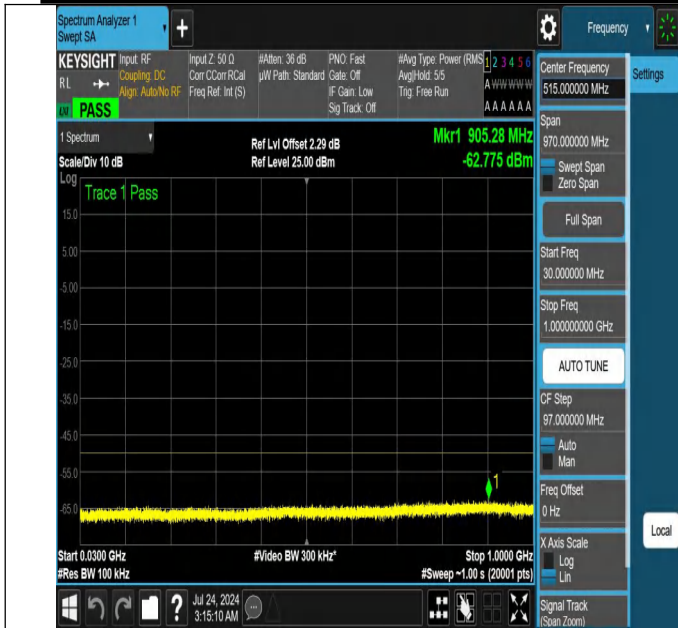 Spectrum Analyzer 1
Swept SA
Frequency
KEYSIGHT
RL
PASS
Input: RF
Coupling: DC
Align: Auto/No RF
Input Z: 50 Ω
Corr CCorr RCal
Freq Ref: Int (S)
#Atten: 36 dB
µW Path: Standard
PNO: Fast
Gate: Off
IF Gain: Low
Sig Track: Off
#Avg Type: Power (RMS
Avg|Hold: 5/5
Trig: Free Run
1 2 3 4 5 6
A W W W W W
A A A A A A
1 Spectrum
Scale/Div 10 dB
Log
Ref Lvl Offset 2.29 dB
Ref Level 25.00 dBm
Mkr1 905.28 MHz
-62.775 dBm
Trace 1 Pass
15.0
5.00
-5.00
-15.0
-25.0
-35.0
-45.0
-55.0
-65.0
1
Start 0.0300 GHz
#Res BW 100 kHz
#Video BW 300 kHz*
Stop 1.0000 GHz
#Sweep ~1.00 s (20001 pts)
Center Frequency
515.000000 MHz
Settings
Span
970.000000 MHz
Swept Span
Zero Span
Full Span
Start Freq
30.000000 MHz
Stop Freq
1.000000000 GHz
AUTO TUNE
CF Step
97.000000 MHz
Auto
Man
Freq Offset
0 Hz
X Axis Scale
Log
Lin
Local
Signal Track
(Span Zoom)
?
Jul 24, 2024
3:15:10 AM